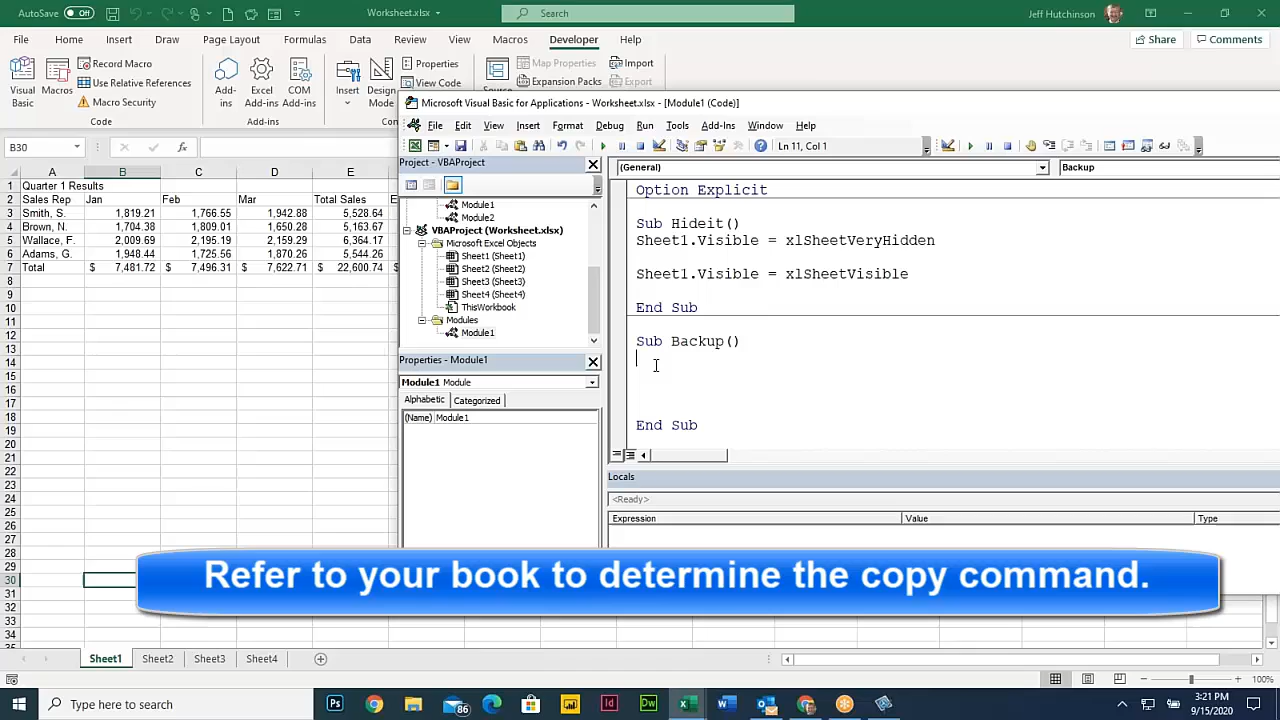 AutoSave Off Worksheet.xlsx Search Jeff Hutchinson
File Home Insert Draw Page Layout Formulas Data Review View Macros Developer Help Share Comments
Visual Basic Macros Record Macro Use Relative References Macro Security Add-ins Excel Add-ins COM Add-ins Insert Design Mode Properties View Code Source Map Properties Expansion Packs Import Export
Code Add-ins
Microsoft Visual Basic for Applications - Worksheet.xlsx - [Module1 (Code)]
File Edit View Insert Format Debug Run Tools Add-Ins Window Help
B30 fx
Ln 11, Col 1
Project - VBAProject
(General) Backup
A B C D E
1 Quarter 1 Results
2 Sales Rep Jan Feb Mar Total Sales
3 Smith, S. 1,819.21 1,766.55 1,942.88 5,528.64
4 Brown, N. 1,704.38 1,809.01 1,650.28 5,163.67
5 Wallace, F. 2,009.69 2,195.19 2,159.29 6,364.17
6 Adams, G. 1,948.44 1,725.56 1,870.26 5,544.26
7 Total $ 7,481.72 $ 7,496.31 $ 7,622.71 $ 22,600.74
8
9
10
11
12
13
14
15
16
17
18
19
20
21
22
23
24
25
26
27
28
29
30
31
32
33
34
Module1
Module2
VBAProject (Worksheet.xlsx)
Microsoft Excel Objects
Sheet1 (Sheet1)
Sheet2 (Sheet2)
Sheet3 (Sheet3)
Sheet4 (Sheet4)
ThisWorkbook
Modules
Module1
Properties - Module1
Module1 Module
Alphabetic Categorized
(Name) Module1
Option Explicit
Sub Hideit()
Sheet1.Visible = xlSheetVeryHidden
Sheet1.Visible = xlSheetVisible
End Sub
Sub Backup()
End Sub
Locals
<Ready>
Expression Value Type
Refer to your book to determine the copy command.
Sheet1 Sheet2 Sheet3 Sheet4
100%
Type here to search
86
3:21 PM
9/15/2020